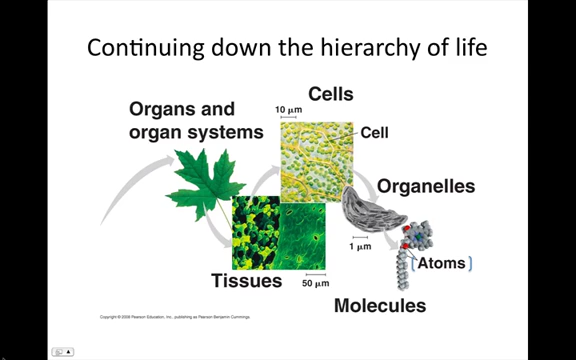 Continuing down the hierarchy of life
Organs and
organ systems
Cells
10 μm
Cell
Organelles
1 μm
Atoms
Tissues
50 μm
Molecules
Copyright © 2008 Pearson Education, Inc., publishing as Pearson Benjamin Cummings.